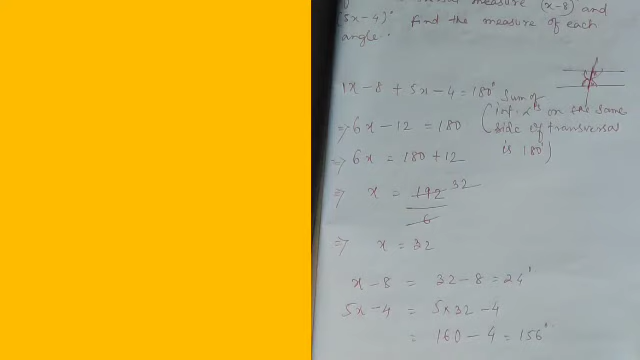 measure (x-8) and
(5x-4)° find the measure of each
angle..
1x-8 + 5x-4 = 180° sum of
⇒ 6x-12 = 180 (int. ∠s on the same
side of transversal
⇒ 6x = 180+12 is 180°)
⇒ x = 192 32
6
⇒ x = 32
x-8 = 32-8 = 24°
5x-4 = 5x32-4
= 160-4 = 156°